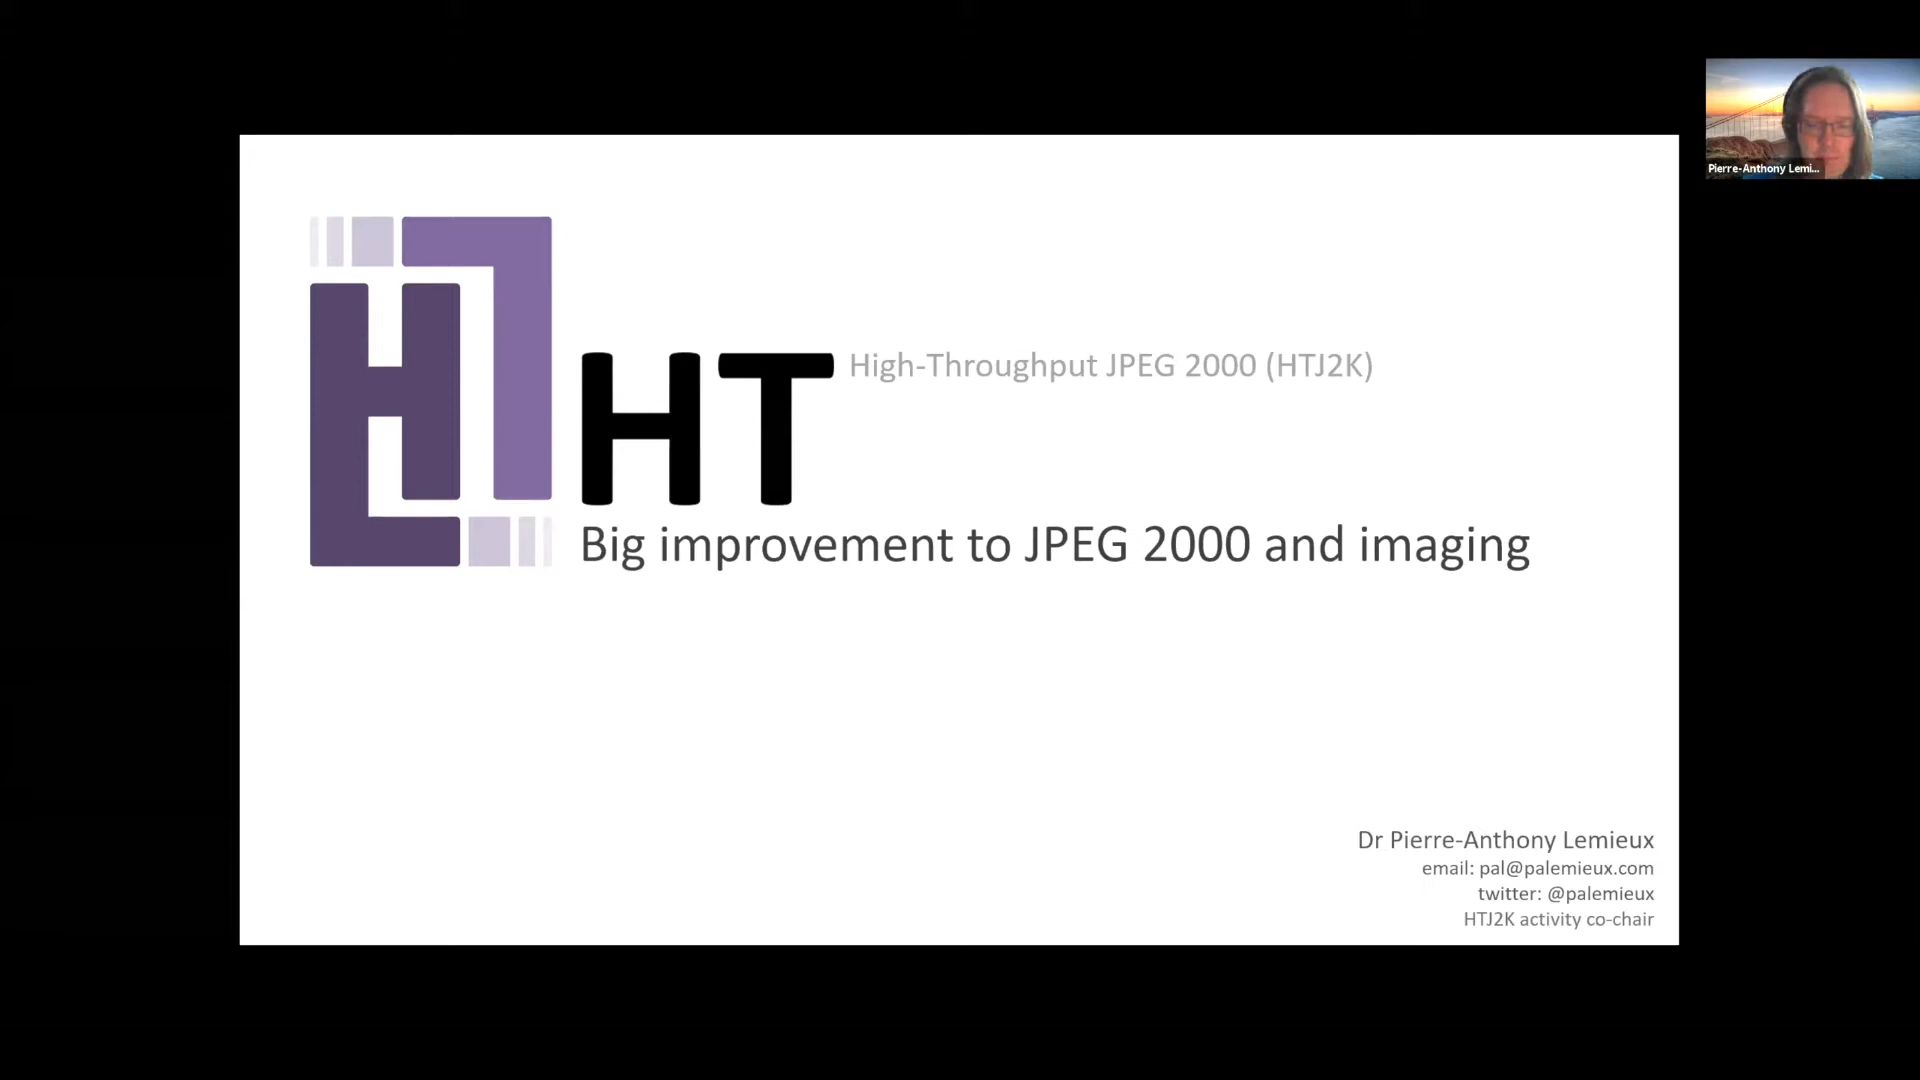 Pierre-Anthony Lemi...
HT
High-Throughput JPEG 2000 (HTJ2K)
Big improvement to JPEG 2000 and imaging
Dr Pierre-Anthony Lemieux
email: pal@palemieux.com
twitter: @palemieux
HTJ2K activity co-chair